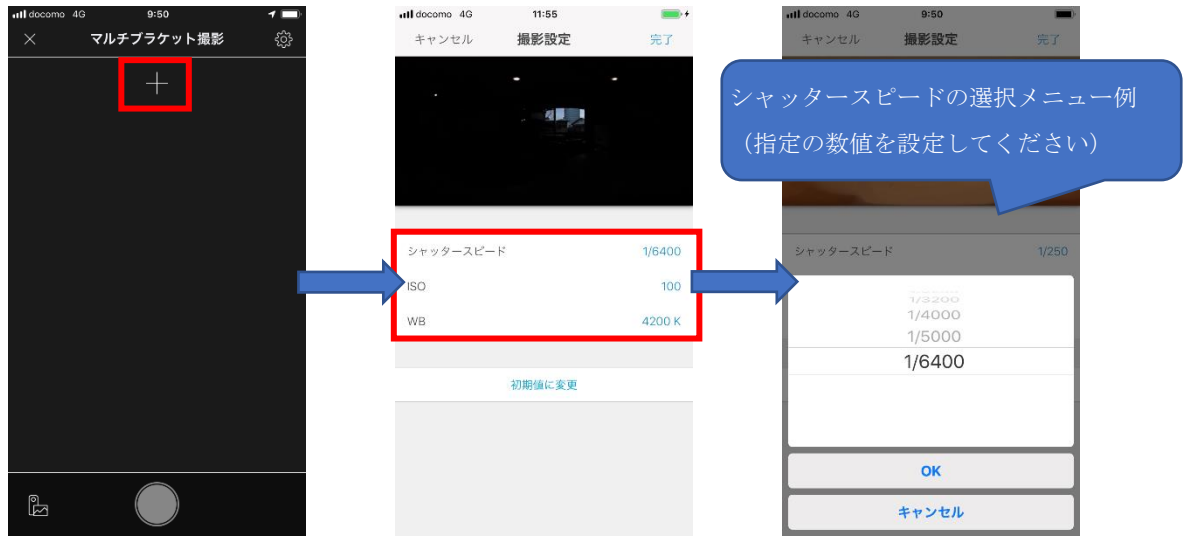 docomo 4G 9:50
マルチブラケット撮影
docomo 4G 11:55
キャンセル 撮影設定 完了
シャッタースピード 1/6400
ISO 100
WB 4200 K
初期値に変更
docomo 4G 9:50
キャンセル 撮影設定 完了
シャッタースピードの選択メニュー例
（指定の数値を設定してください）
シャッタースピード 1/250
1/3200
1/4000
1/5000
1/6400
OK
キャンセル